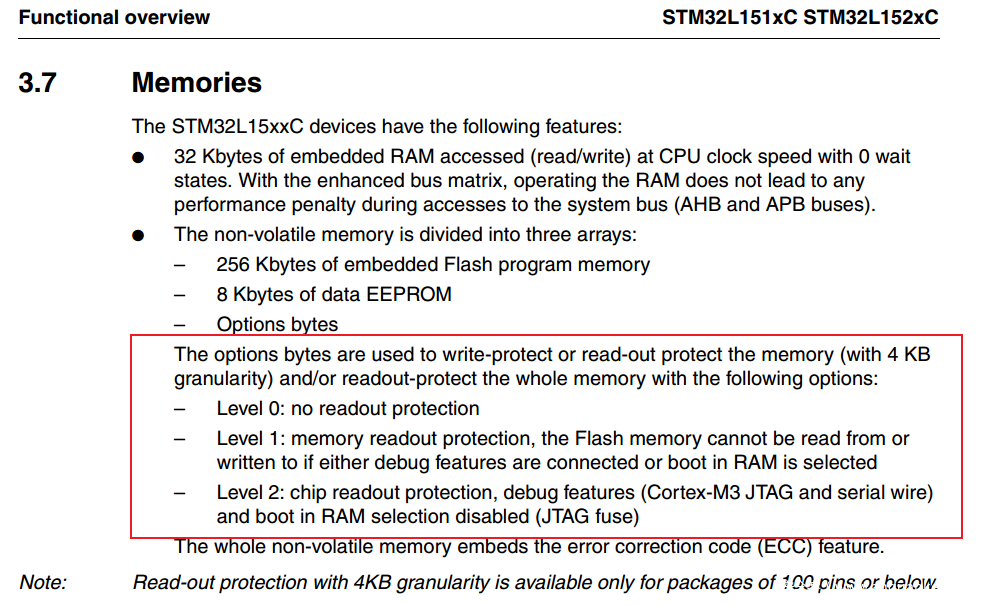 Functional overview STM32L151xC STM32L152xC
3.7 Memories
The STM32L15xxC devices have the following features:
● 32 Kbytes of embedded RAM accessed (read/write) at CPU clock speed with 0 wait
states. With the enhanced bus matrix, operating the RAM does not lead to any
performance penalty during accesses to the system bus (AHB and APB buses).
● The non-volatile memory is divided into three arrays:
– 256 Kbytes of embedded Flash program memory
– 8 Kbytes of data EEPROM
– Options bytes
The options bytes are used to write-protect or read-out protect the memory (with 4 KB
granularity) and/or readout-protect the whole memory with the following options:
– Level 0: no readout protection
– Level 1: memory readout protection, the Flash memory cannot be read from or
written to if either debug features are connected or boot in RAM is selected
– Level 2: chip readout protection, debug features (Cortex-M3 JTAG and serial wire)
and boot in RAM selection disabled (JTAG fuse)
The whole non-volatile memory embeds the error correction code (ECC) feature.
Note: Read-out protection with 4KB granularity is available only for packages of 100 pins or below.